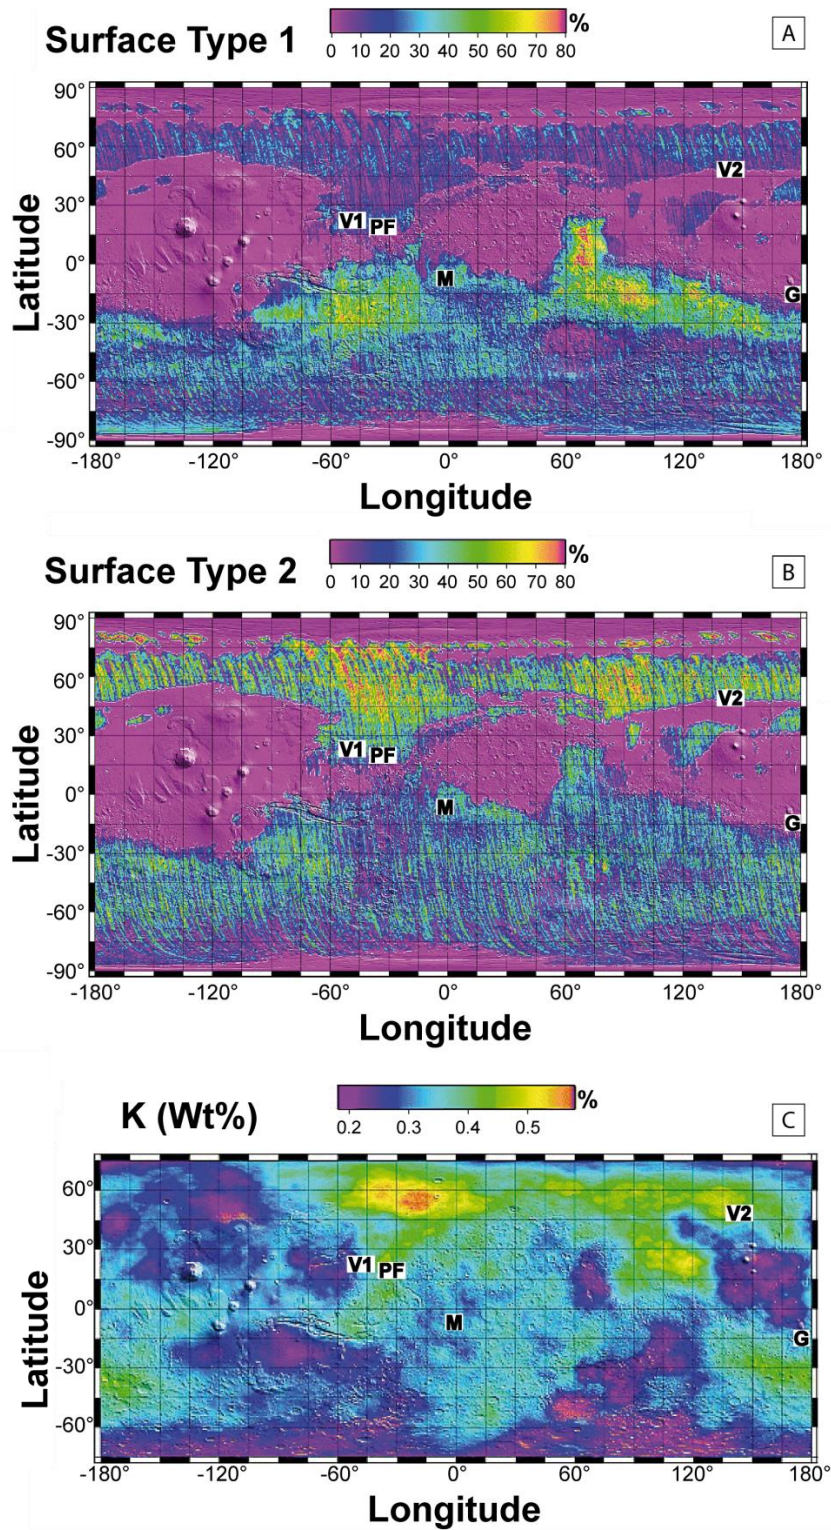 Surface Type 1
%
A
0 10 20 30 40 50 60 70 80
90°
60°
30°
0°
-30°
-60°
-90°
Latitude
V2
V1
PF
M
G
-180° -120° -60° 0° 60° 120° 180°
Longitude
Surface Type 2
%
B
0 10 20 30 40 50 60 70 80
90°
60°
30°
0°
-30°
-60°
-90°
Latitude
V2
V1
PF
M
G
-180° -120° -60° 0° 60° 120° 180°
Longitude
K (Wt%)
%
C
0.2 0.3 0.4 0.5
60°
30°
0°
-30°
-60°
Latitude
V2
V1
PF
M
G
-180° -120° -60° 0° 60° 120° 180°
Longitude